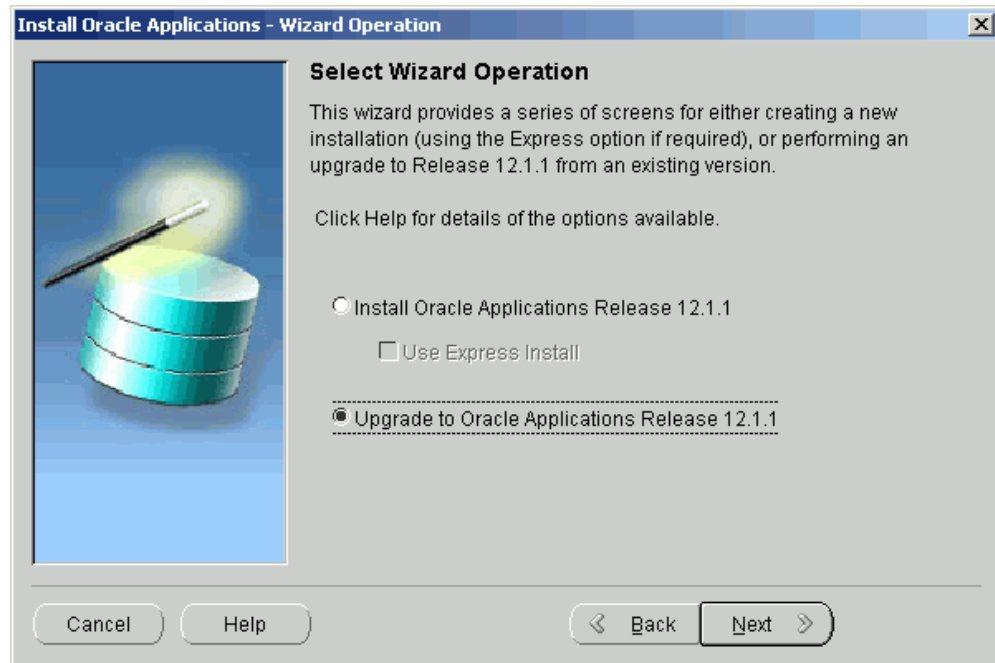 Install Oracle Applications - Wizard Operation
Select Wizard Operation
This wizard provides a series of screens for either creating a new
installation (using the Express option if required), or performing an
upgrade to Release 12.1.1 from an existing version.
Click Help for details of the options available.
Install Oracle Applications Release 12.1.1
Use Express Install
Upgrade to Oracle Applications Release 12.1.1
Cancel Help Back Next